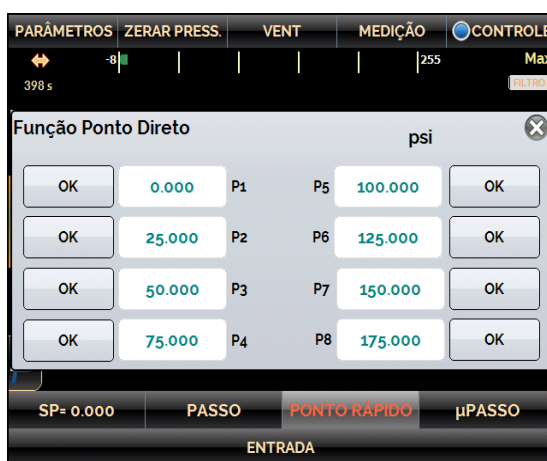 PARÂMETROS ZERAR PRESS. VENT MEDIÇÃO CONTROLE
-8 255 Max
398 s FILTRO
Função Ponto Direto psi
OK 0.000 P1 P5 100.000 OK
OK 25.000 P2 P6 125.000 OK
OK 50.000 P3 P7 150.000 OK
OK 75.000 P4 P8 175.000 OK
SP= 0.000 PASSO PONTO RÁPIDO µPASSO
ENTRADA